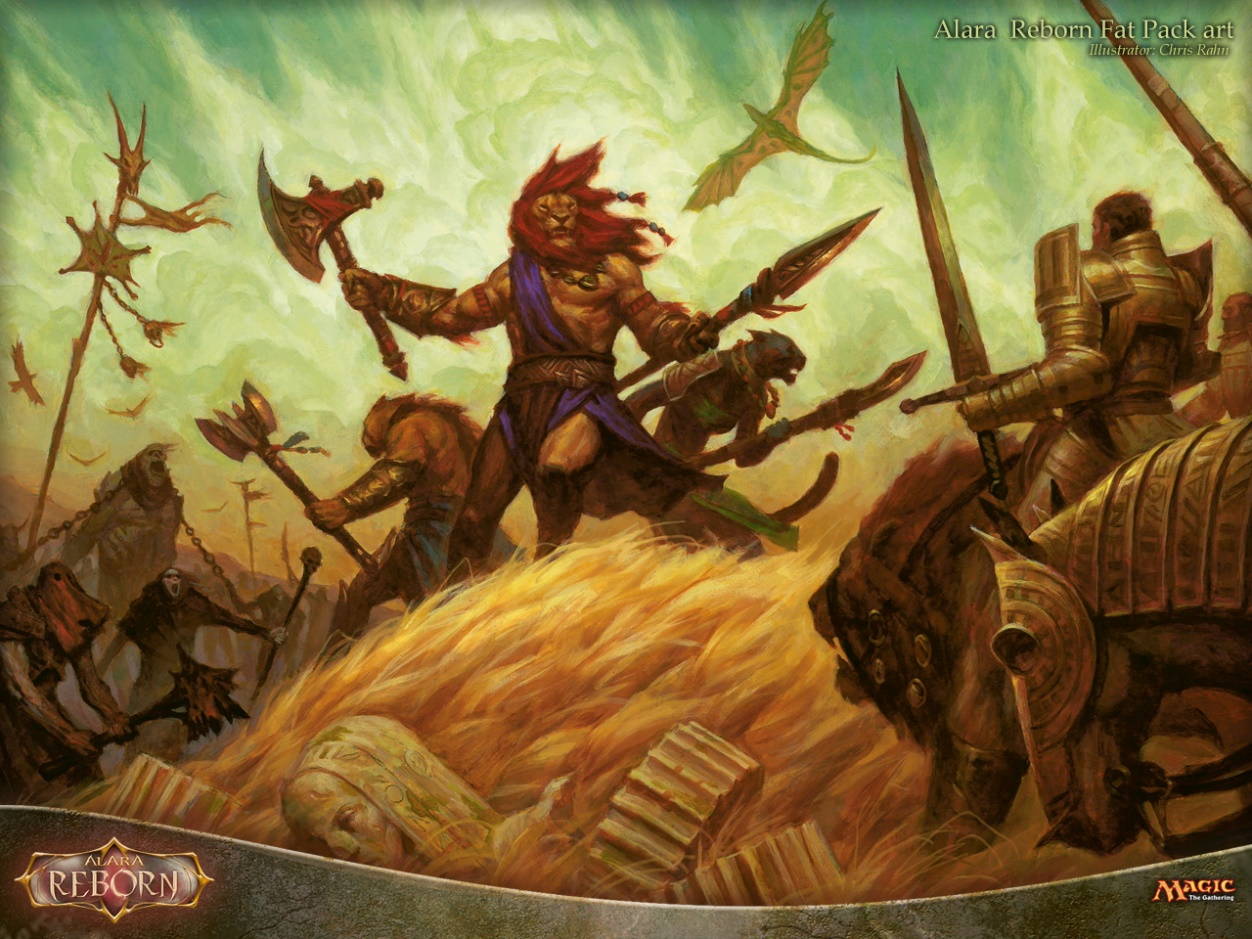 Alara Reborn Fat Pack art
Illustrator: Chris Rahn
ALARA
REBORN
MAGIC
The Gathering